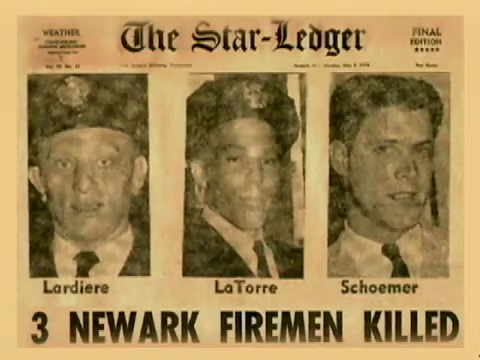 WEATHER
The Star-Ledger
FINAL
EDITION
Lardiere
LaTorre
Schoemer
3 NEWARK FIREMEN KILLED